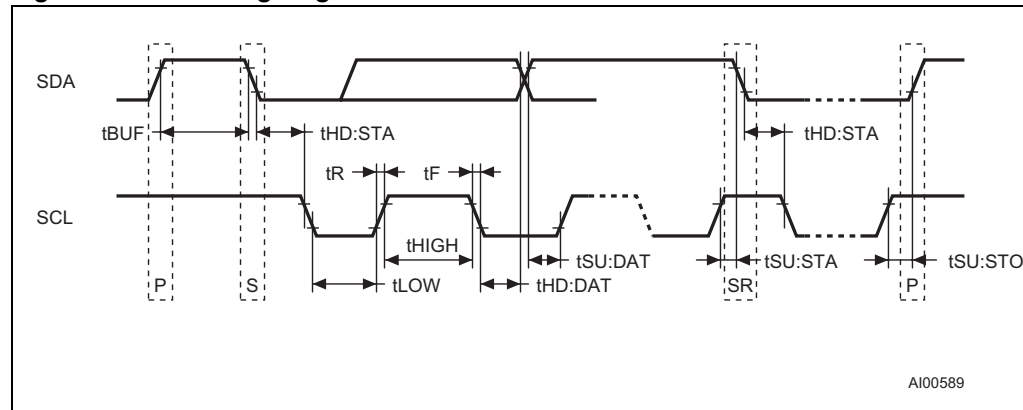 SDA
tBUF
tHD:STA
tHD:STA
tR
tF
SCL
tHIGH
tSU:DAT
tSU:STA
tSU:STO
P
S
tLOW
tHD:DAT
SR
P
AI00589